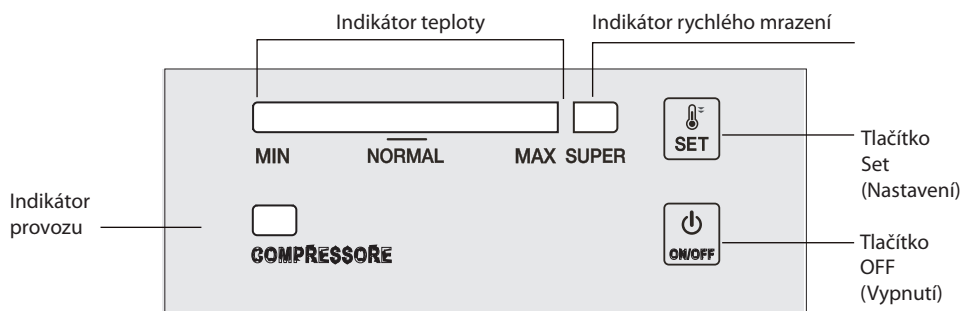 Indikátor teploty
Indikátor rychlého mrazení
MIN NORMAL MAX SUPER
SET
Tlačítko
Set
(Nastavení)
Indikátor
provozu
COMPRESSORE
ON/OFF
Tlačítko
OFF
(Vypnutí)